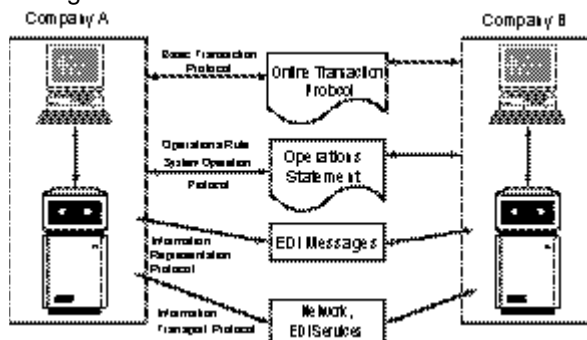 Company A
Company B
Basic Transaction
Protocol
Online Transaction
Protocol
Operations Rule
System Operation
Protocol
Operations
Statement
EDI Messages
Information
Representation
Protocol
Information
Transport Protocol
Network,
EDI Services